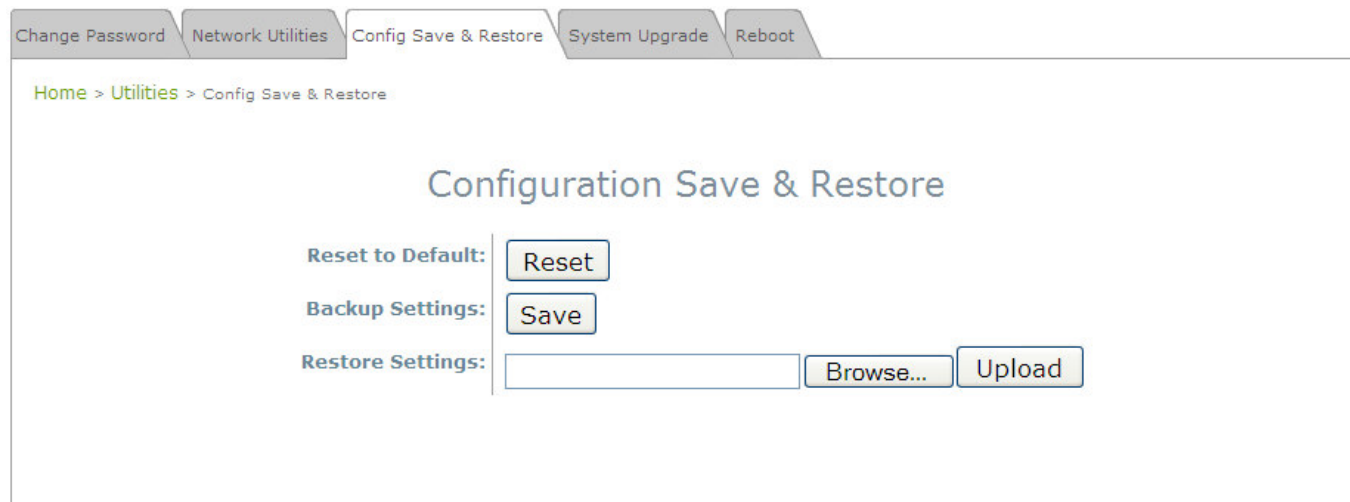 Change Password Network Utilities Config Save & Restore System Upgrade Reboot
Home > Utilities > Config Save & Restore
Configuration Save & Restore
Reset to Default: Reset
Backup Settings: Save
Restore Settings: Browse... Upload